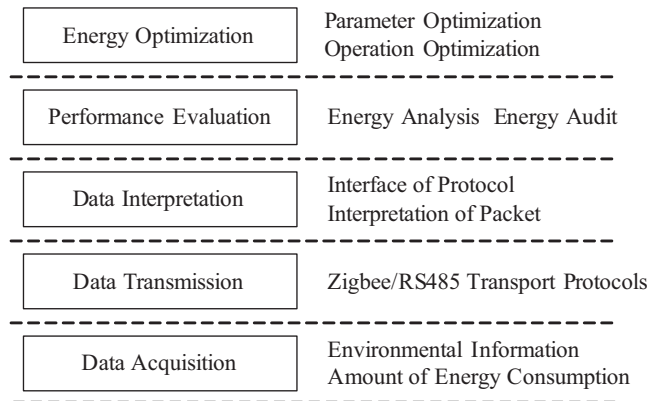 Energy Optimization
Parameter Optimization
Operation Optimization
Performance Evaluation
Energy Analysis Energy Audit
Data Interpretation
Interface of Protocol
Interpretation of Packet
Data Transmission
Zigbee/RS485 Transport Protocols
Data Acquisition
Environmental Information
Amount of Energy Consumption